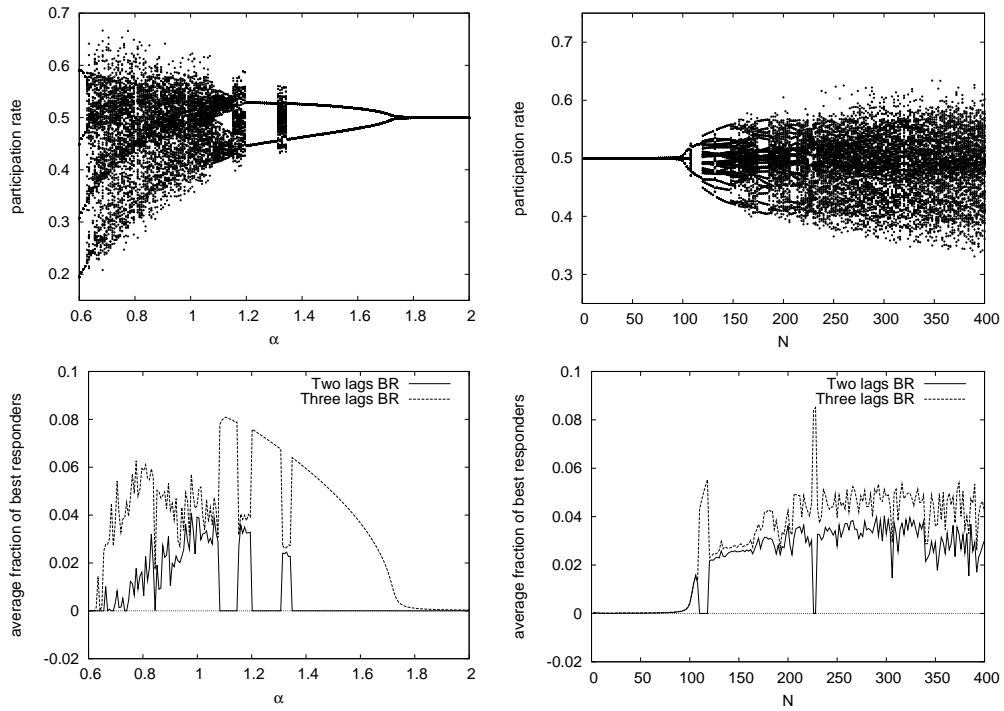 0.7
0.6
0.5
0.4
0.3
0.2
participation rate
0.6 0.8 1 1.2 1.4 1.6 1.8 2
α
0.7
0.6
0.5
0.4
0.3
participation rate
0 50 100 150 200 250 300 350 400
N
0.1
0.08
0.06
0.04
0.02
0
-0.02
average fraction of best responders
Two lags BR
Three lags BR
0.6 0.8 1 1.2 1.4 1.6 1.8 2
α
0.1
0.08
0.06
0.04
0.02
0
-0.02
average fraction of best responders
Two lags BR
Three lags BR
0 50 100 150 200 250 300 350 400
N